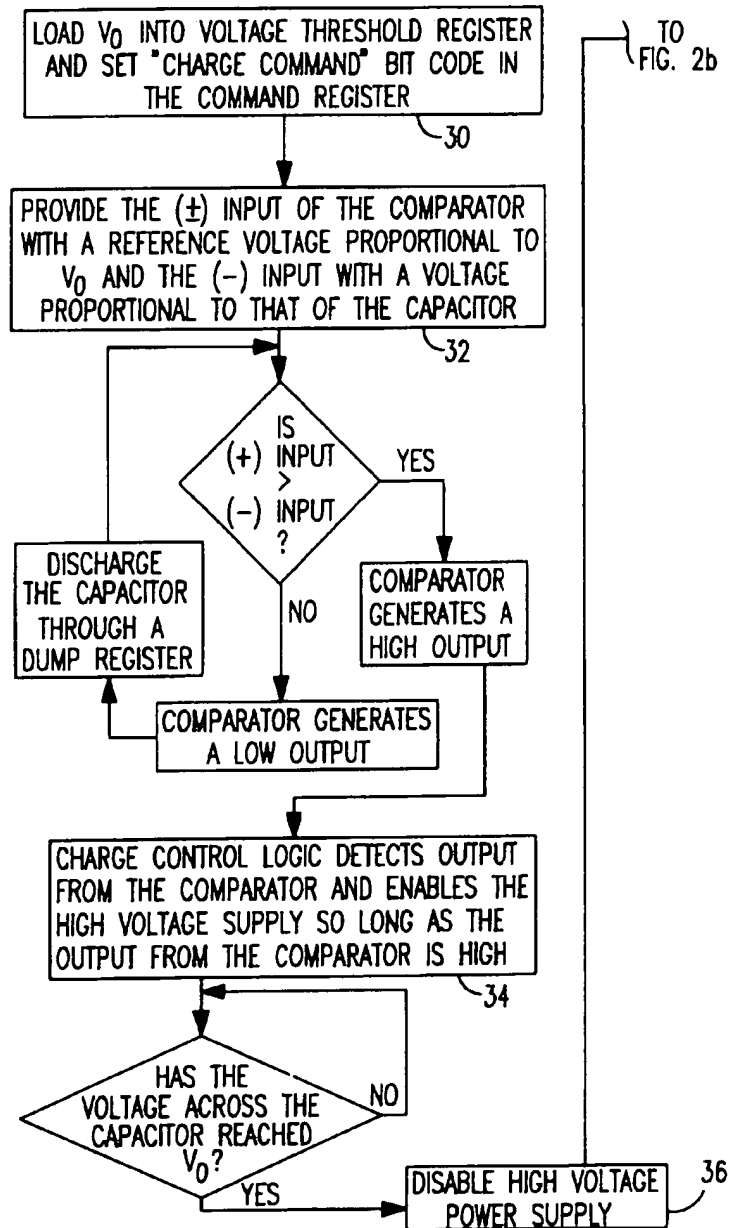 LOAD V0 INTO VOLTAGE THRESHOLD REGISTER
AND SET "CHARGE COMMAND" BIT CODE IN
THE COMMAND REGISTER
30
TO
FIG. 2b
PROVIDE THE (±) INPUT OF THE COMPARATOR
WITH A REFERENCE VOLTAGE PROPORTIONAL TO
V0 AND THE (-) INPUT WITH A VOLTAGE
PROPORTIONAL TO THAT OF THE CAPACITOR
32
IS
(+) INPUT
>
(-) INPUT
?
YES
NO
DISCHARGE
THE CAPACITOR
THROUGH A
DUMP REGISTER
COMPARATOR
GENERATES A
HIGH OUTPUT
COMPARATOR GENERATES
A LOW OUTPUT
CHARGE CONTROL LOGIC DETECTS OUTPUT
FROM THE COMPARATOR AND ENABLES THE
HIGH VOLTAGE SUPPLY SO LONG AS THE
OUTPUT FROM THE COMPARATOR IS HIGH
34
HAS THE
VOLTAGE ACROSS THE
CAPACITOR REACHED
V0?
NO
YES
DISABLE HIGH VOLTAGE
POWER SUPPLY
36